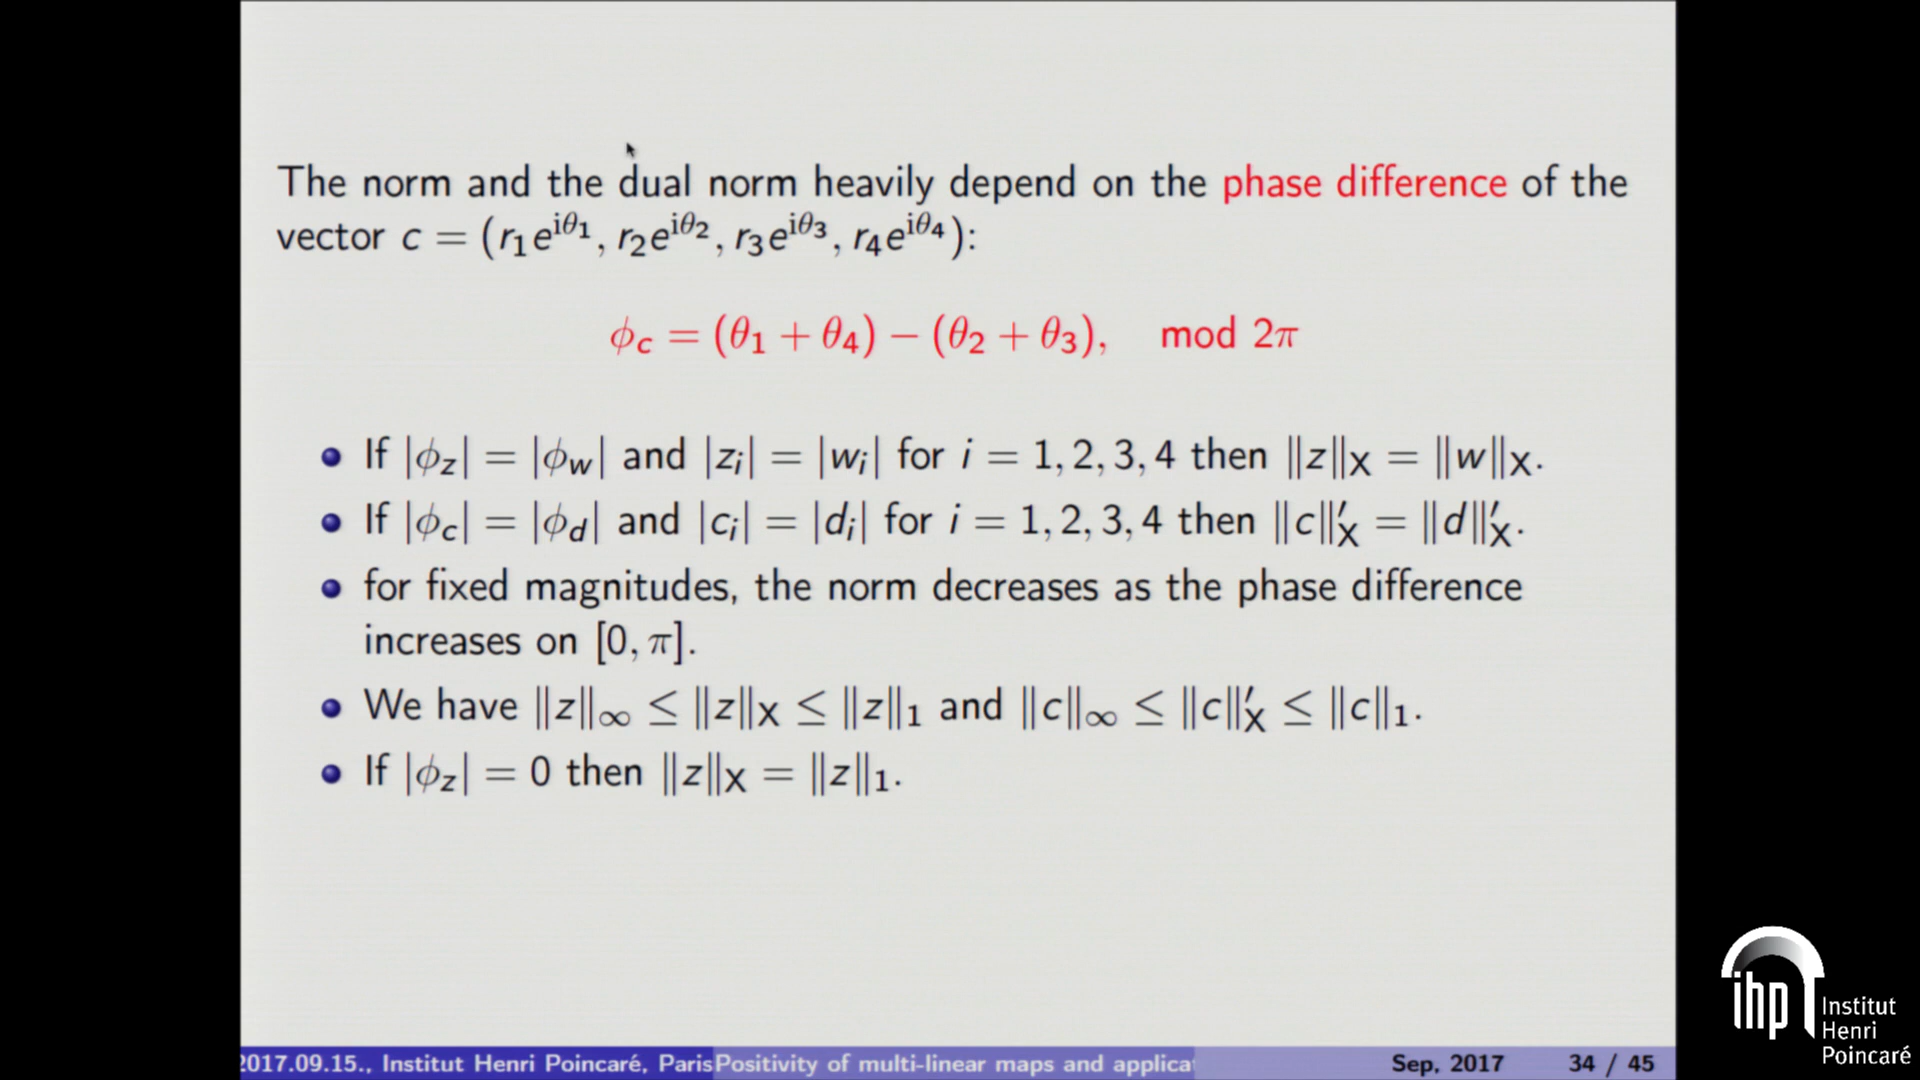 The norm and the dual norm heavily depend on the phase difference of the
vector c = (r₁e^{iθ₁}, r₂e^{iθ₂}, r₃e^{iθ₃}, r₄e^{iθ₄}):
ϕ_c = (θ₁ + θ₄) − (θ₂ + θ₃), mod 2π
• If |ϕ_z| = |ϕ_w| and |z_i| = |w_i| for i = 1, 2, 3, 4 then ‖z‖_X = ‖w‖_X.
• If |ϕ_c| = |ϕ_d| and |c_i| = |d_i| for i = 1, 2, 3, 4 then ‖c‖′_X = ‖d‖′_X.
• for fixed magnitudes, the norm decreases as the phase difference
increases on [0, π].
• We have ‖z‖_∞ ≤ ‖z‖_X ≤ ‖z‖₁ and ‖c‖_∞ ≤ ‖c‖′_X ≤ ‖c‖₁.
• If |ϕ_z| = 0 then ‖z‖_X = ‖z‖₁.
2017.09.15., Institut Henri Poincaré, Paris Positivity of multi-linear maps and applica Sep, 2017 34 / 45
ihp
Institut
Henri
Poincaré